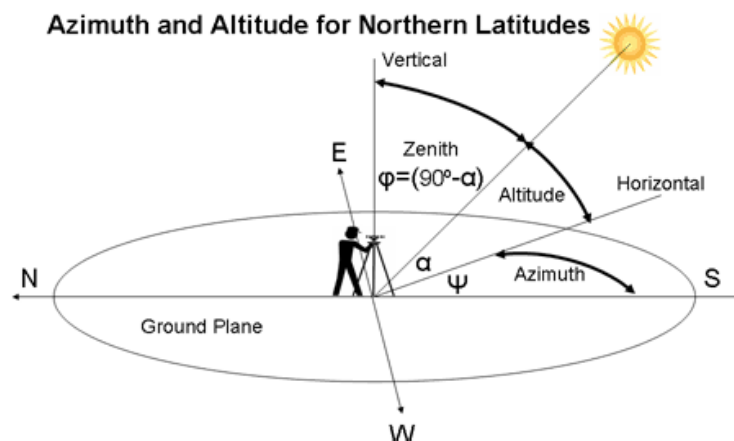 Azimuth and Altitude for Northern Latitudes
Vertical
E
Zenith
φ=(90º-α)
Altitude
Horizontal
N
α
Ψ
Azimuth
S
Ground Plane
W